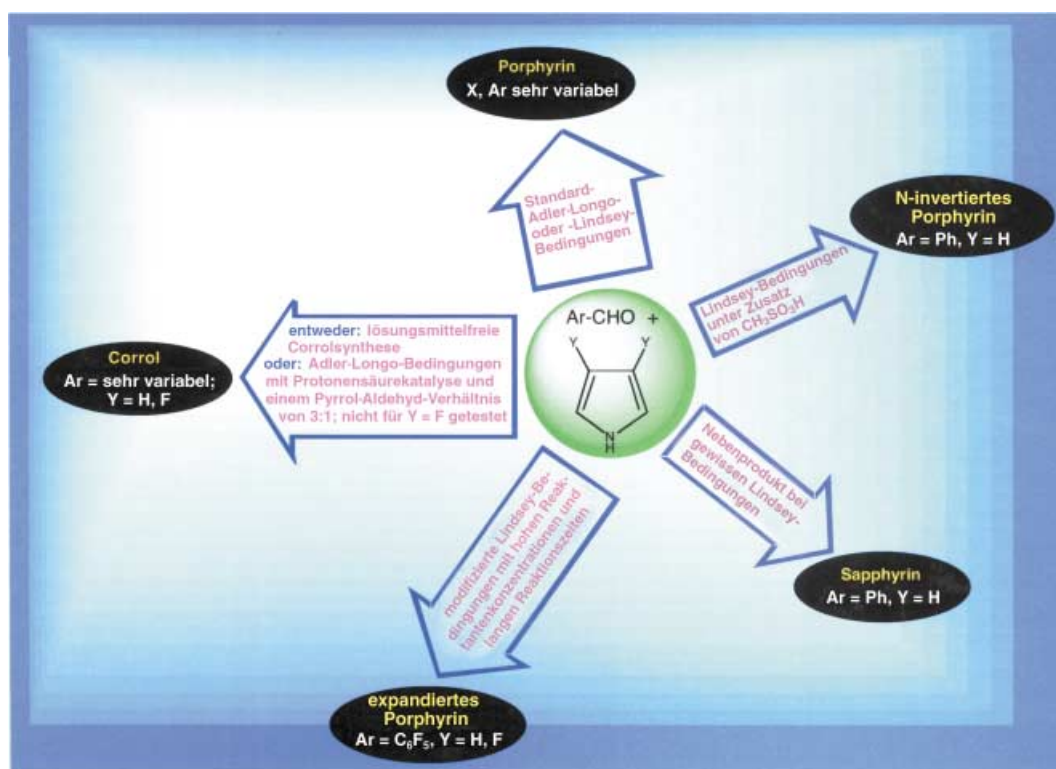 Porphyrin
X, Ar sehr variabel
Standard-
Adler-Longo-
oder -Lindsey-
Bedingungen
N-invertiertes
Porphyrin
Ar = Ph, Y = H
Lindsey-Bedingungen
unter Zusatz
von CH₃SO₃H
Ar-CHO +
Y Y
N
H
entweder: lösungsmittelfreie
Corrolsynthese
oder: Adler-Longo-Bedingungen
mit Protonensäurekatalyse und
einem Pyrrol-Aldehyd-Verhältnis
von 3:1; nicht für Y = F getestet
Corrol
Ar = sehr variabel;
Y = H, F
Nebenprodukt bei
gewissen Lindsey-
Bedingungen
Sapphyrin
Ar = Ph, Y = H
modifizierte Lindsey-Be-
dingungen mit hohen Reak-
tantenkonzentrationen und
langen Reaktionszeiten
expandiertes
Porphyrin
Ar = C₆F₅, Y = H, F